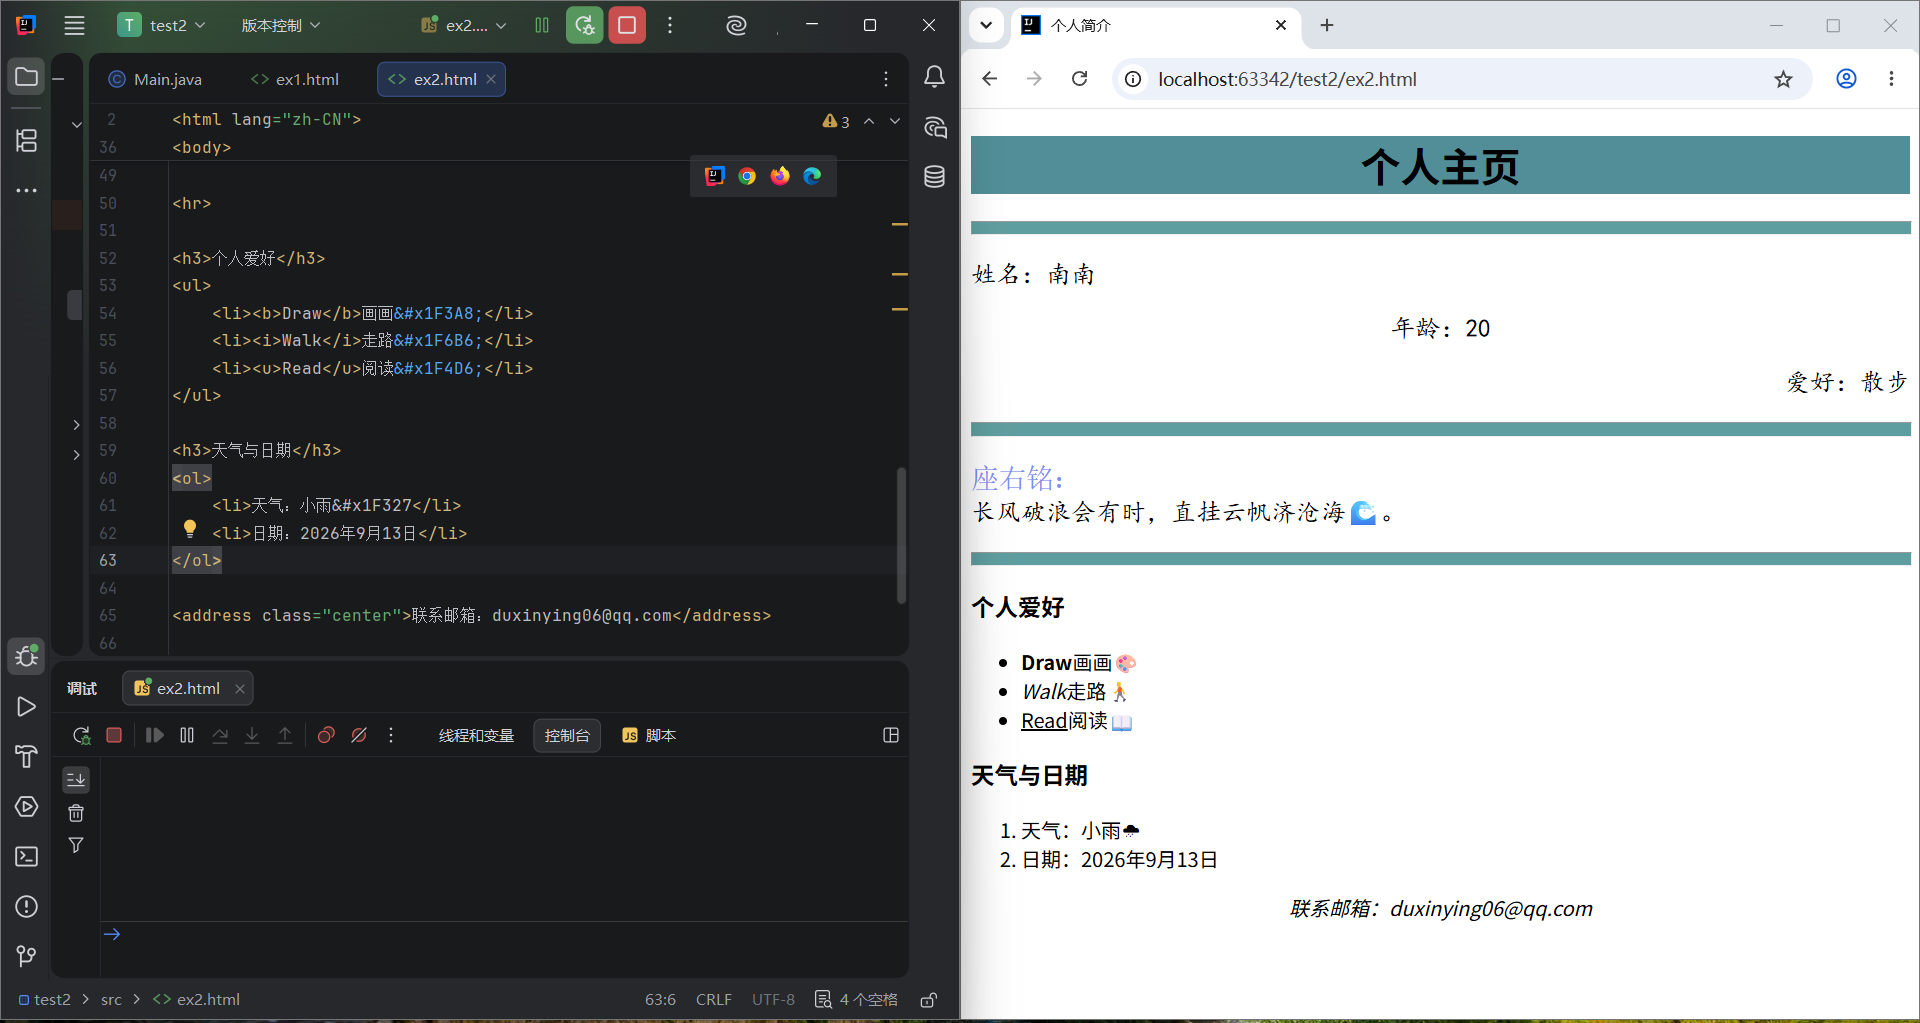 T test2 版本控制 ex2....
Main.java ex1.html ex2.html
2 <html lang="zh-CN">
3
36 <body>
49
50 <hr>
51
52 <h3>个人爱好</h3>
53 <ul>
54 <li><b>Draw</b>画画&#x1F3A8;</li>
55 <li><i>Walk</i>走路&#x1F6B6;</li>
56 <li><u>Read</u>阅读&#x1F4D6;</li>
57 </ul>
58
59 <h3>天气与日期</h3>
60 <ol>
61 <li>天气：小雨&#x1F327</li>
62 <li>日期：2026年9月13日</li>
63 </ol>
64
65 <address class="center">联系邮箱：duxinying06@qq.com</address>
66
调试 JS ex2.html
线程和变量 控制台 JS 脚本
test2 > src > <> ex2.html 63:6 CRLF UTF-8 4 个空格
个人简介
localhost:63342/test2/ex2.html
个人主页
姓名：南南
年龄：20
爱好：散步
座右铭：
长风破浪会有时，直挂云帆济沧海🌊。
个人爱好
• Draw画画🎨
• Walk走路🚶
• Read阅读📖
天气与日期
1. 天气：小雨🌧
2. 日期：2026年9月13日
联系邮箱：duxinying06@qq.com